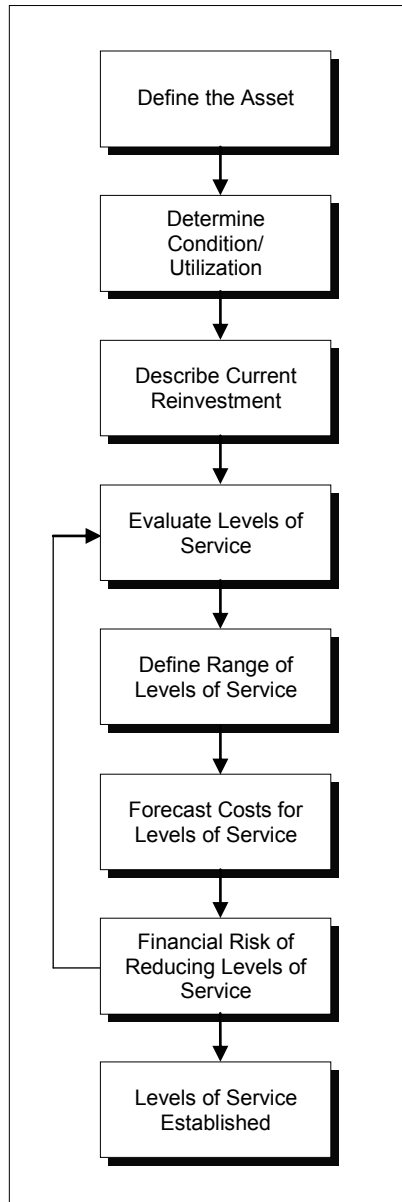 Define the Asset
Determine
Condition/
Utilization
Describe Current
Reinvestment
Evaluate Levels of
Service
Define Range of
Levels of Service
Forecast Costs for
Levels of Service
Financial Risk of
Reducing Levels of
Service
Levels of Service
Established